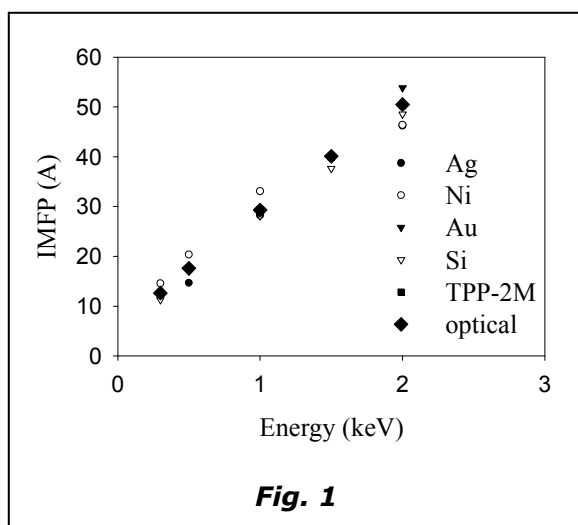 60
50
40
30
20
10
0
IMFP (A)
0 1 2 3
Energy (keV)
Ag
Ni
Au
Si
TPP-2M
optical
Fig. 1